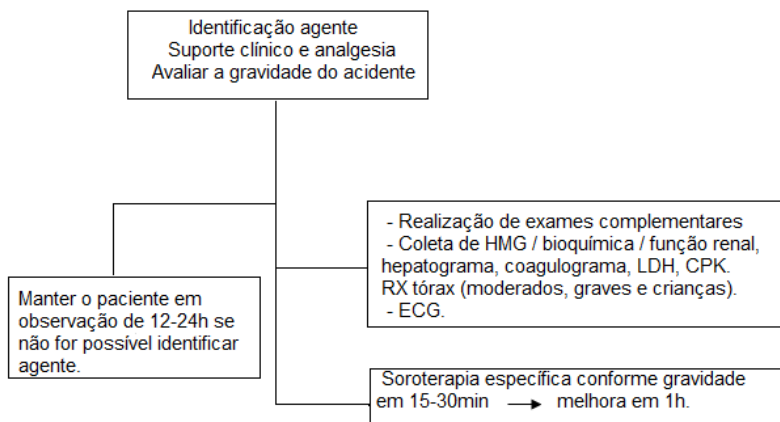 Identificação agente
Suporte clínico e analgesia
Avaliar a gravidade do acidente
- Realização de exames complementares
- Coleta de HMG / bioquímica / função renal,
hepatograma, coagulograma, LDH, CPK.
RX tórax (moderados, graves e crianças).
- ECG.
Manter o paciente em
observação de 12-24h se
não for possível identificar
agente.
Soroterapia específica conforme gravidade
em 15-30min → melhora em 1h.